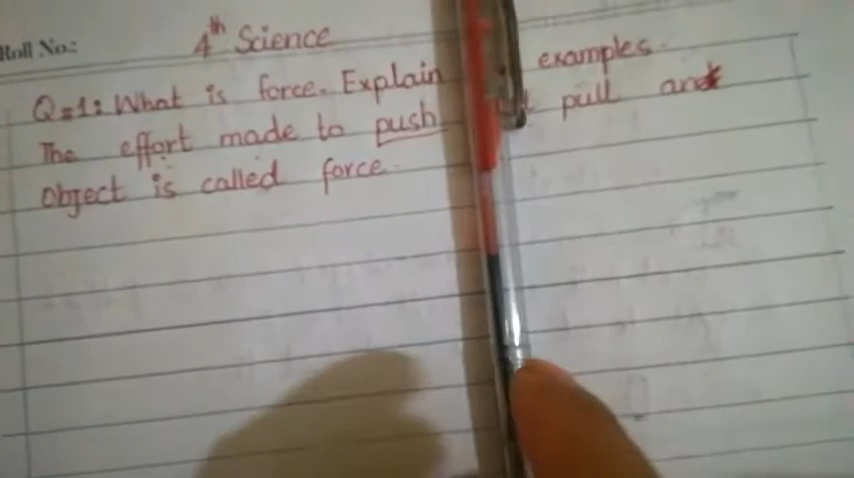 Roll No.:
4th Science
Q=1: What is force. Explain examples.
The effort made to push pull and
object is called force.